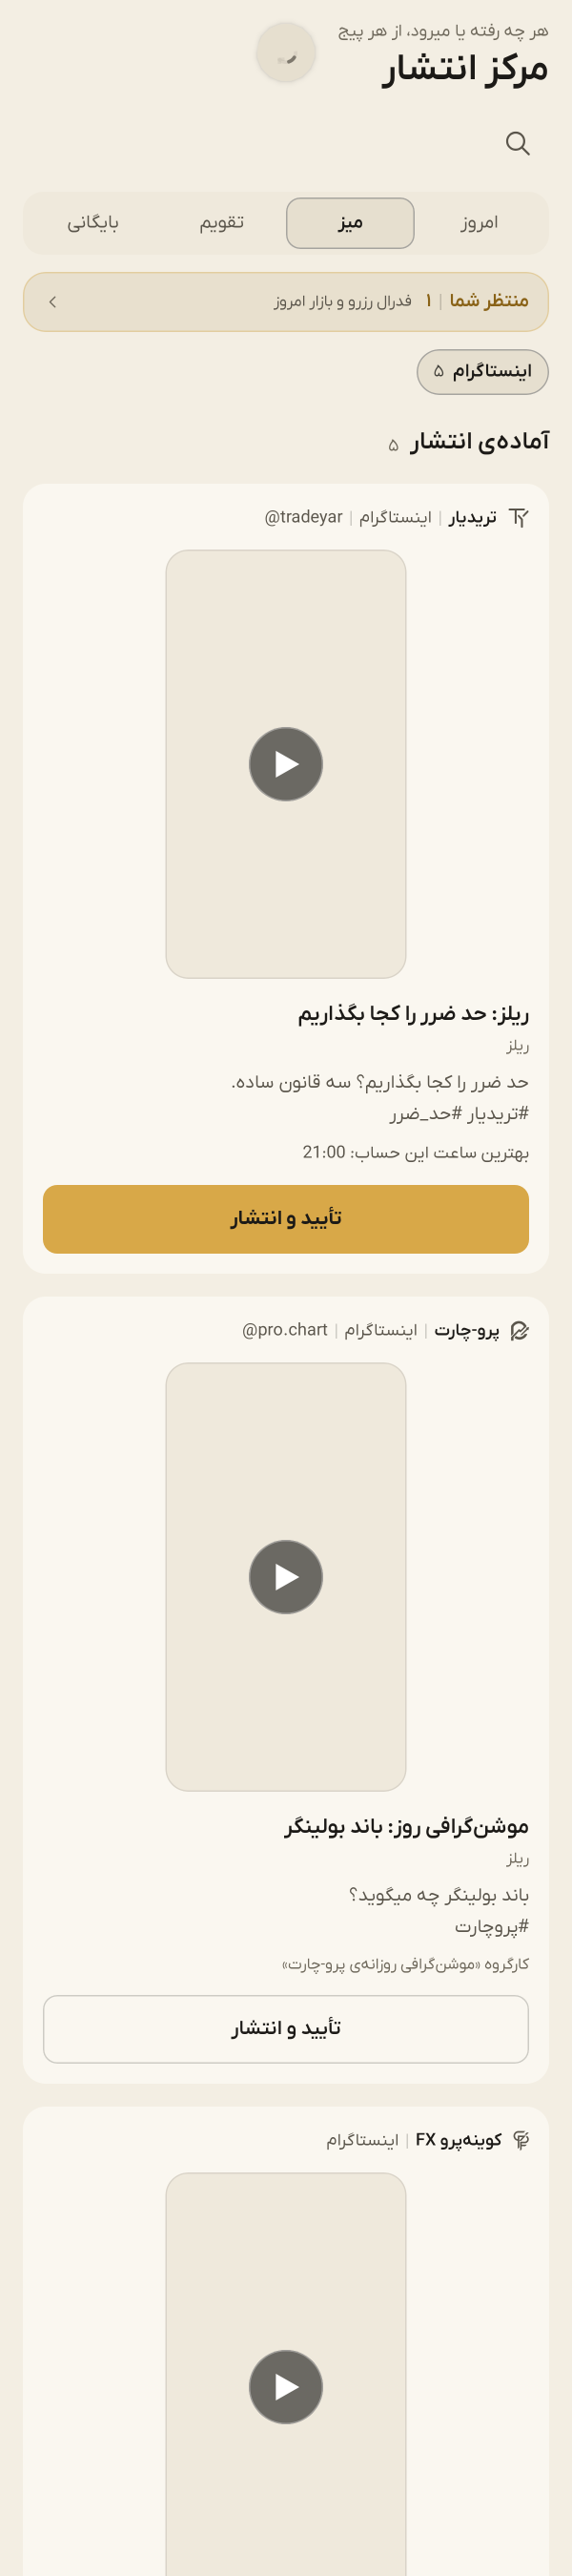 هر چه رفته یا میرود، از هر پیج
مرکز انتشار
امروز
میز
تقویم
بایگانی
منتظر شما | ۱ فدرال رزرو و بازار امروز
اینستاگرام ۵
آماده‌ی انتشار ۵
تریدیار | اینستاگرام | @tradeyar
ریلز: حد ضرر را کجا بگذاریم
ریلز
حد ضرر را کجا بگذاریم؟ سه قانون ساده.
#تریدیار #حد_ضرر
بهترین ساعت این حساب: 21:00
تأیید و انتشار
پرو-چارت | اینستاگرام | @pro.chart
موشن‌گرافی روز: باند بولینگر
ریلز
باند بولینگر چه میگوید؟
#پروچارت
کارگروه «موشن‌گرافی روزانه‌ی پرو-چارت»
تأیید و انتشار
کوینه‌پرو FX | اینستاگرام